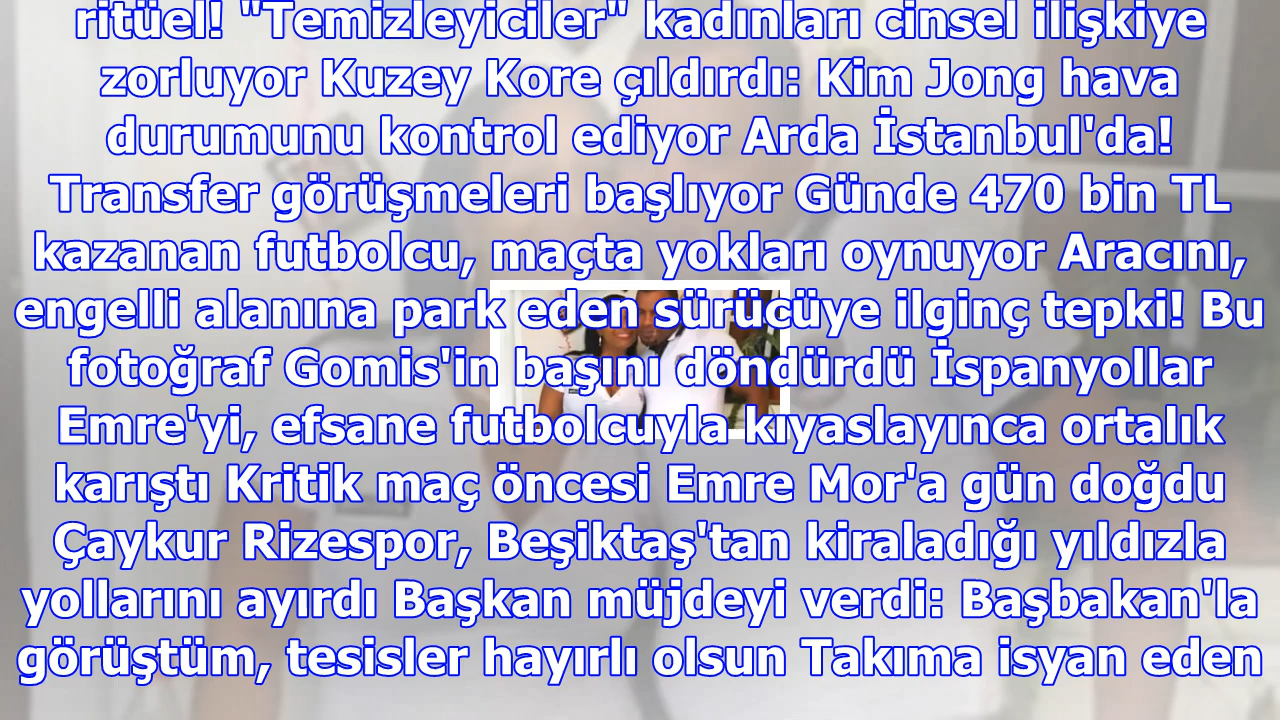 ritüel! "Temizleyiciler" kadınları cinsel ilişkiye
zorluyor Kuzey Kore çıldırdı: Kim Jong hava
durumunu kontrol ediyor Arda İstanbul'da!
Transfer görüşmeleri başlıyor Günde 470 bin TL
kazanan futbolcu, maçta yokları oynuyor Aracını,
engelli alanına park eden sürücüye ilginç tepki! Bu
fotoğraf Gomis'in başını döndürdü İspanyollar
Emre'yi, efsane futbolcuyla kıyaslayınca ortalık
karıştı Kritik maç öncesi Emre Mor'a gün doğdu
Çaykur Rizespor, Beşiktaş'tan kiraladığı yıldızla
yollarını ayırdı Başkan müjdeyi verdi: Başbakan'la
görüştüm, tesisler hayırlı olsun Takıma isyan eden